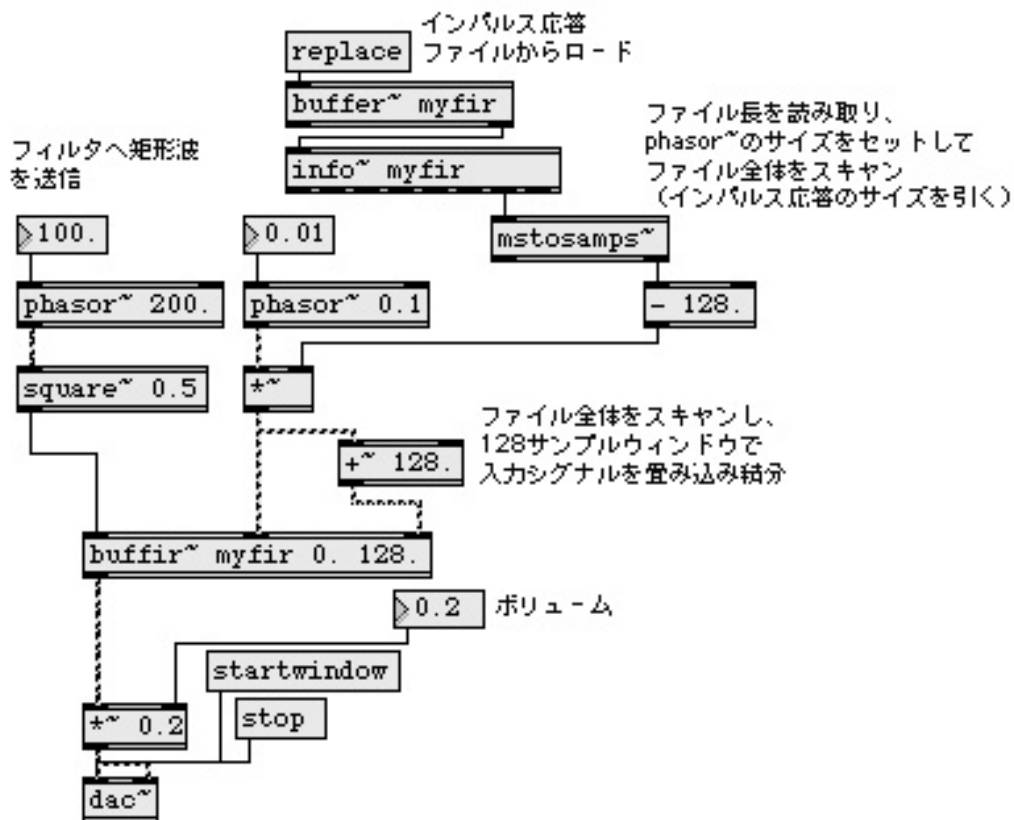 インパルス応答
ファイルからロード
replace
buffer~ myfir
info~ myfir
ファイル長を読み取り、
phasor~のサイズをセットして
ファイル全体をスキャン
（インパルス応答のサイズを引く）
フィルタへ矩形波
を送信
100.
0.01
mstosamps~
phasor~ 200.
phasor~ 0.1
- 128.
square~ 0.5
*~
ファイル全体をスキャンし、
128サンプルウィンドウで
入力シグナルを畳み込み積分
+~ 128.
buffir~ myfir 0. 128.
0.2
ボリューム
startwindow
stop
*~ 0.2
dac~